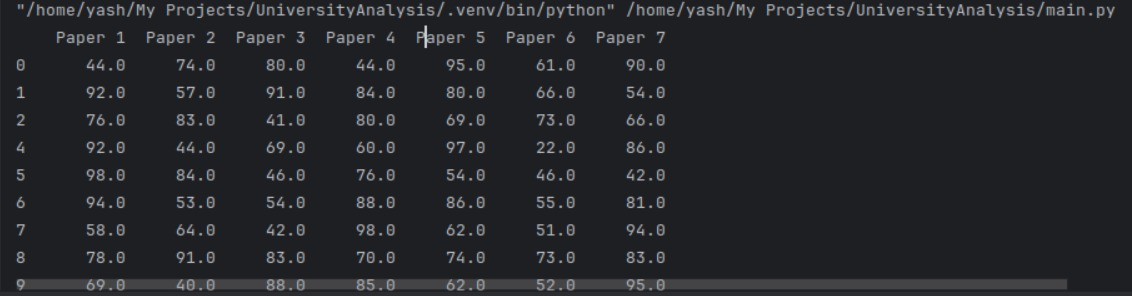 "/home/yash/My Projects/UniversityAnalysis/.venv/bin/python" /home/yash/My Projects/UniversityAnalysis/main.py
Paper 1 Paper 2 Paper 3 Paper 4 Paper 5 Paper 6 Paper 7
0 44.0 74.0 80.0 44.0 95.0 61.0 90.0
1 92.0 57.0 91.0 84.0 80.0 66.0 54.0
2 76.0 83.0 41.0 80.0 69.0 73.0 66.0
4 92.0 44.0 69.0 60.0 97.0 22.0 86.0
5 98.0 84.0 46.0 76.0 54.0 46.0 42.0
6 94.0 53.0 54.0 88.0 86.0 55.0 81.0
7 58.0 64.0 42.0 98.0 62.0 51.0 94.0
8 78.0 91.0 83.0 70.0 74.0 73.0 83.0
9 69.0 40.0 88.0 85.0 62.0 52.0 95.0